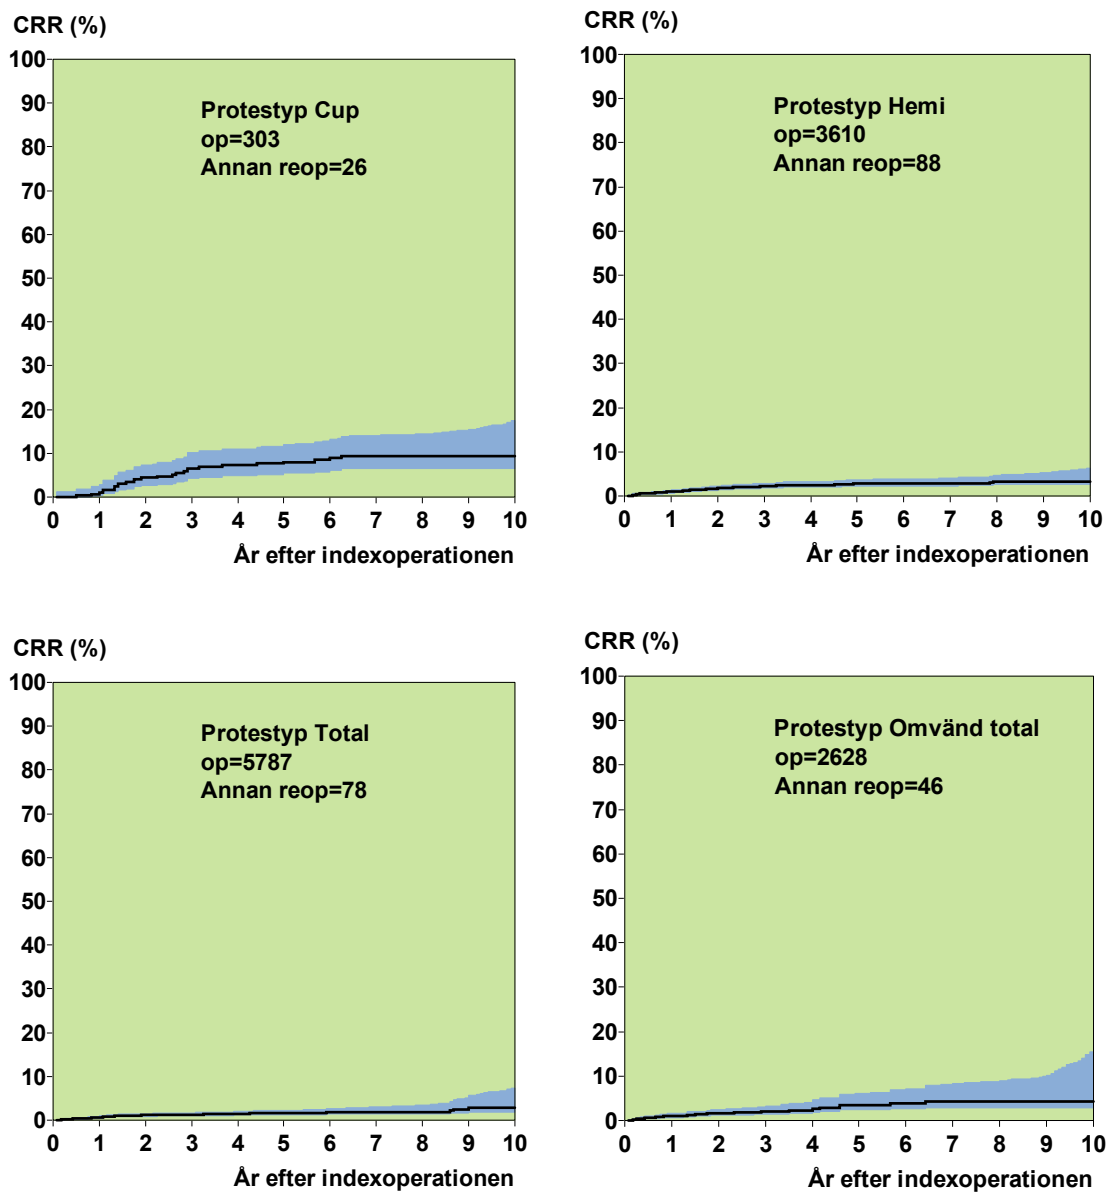 CRR (%)
100
90
80
70
60
50
40
30
20
10
0
Protestyp Cup
op=303
Annan reop=26
0 1 2 3 4 5 6 7 8 9 10
År efter indexoperationen
CRR (%)
100
90
80
70
60
50
40
30
20
10
0
Protestyp Hemi
op=3610
Annan reop=88
0 1 2 3 4 5 6 7 8 9 10
År efter indexoperationen
CRR (%)
100
90
80
70
60
50
40
30
20
10
0
Protestyp Total
op=5787
Annan reop=78
0 1 2 3 4 5 6 7 8 9 10
År efter indexoperationen
CRR (%)
100
90
80
70
60
50
40
30
20
10
0
Protestyp Omvänd total
op=2628
Annan reop=46
0 1 2 3 4 5 6 7 8 9 10
År efter indexoperationen